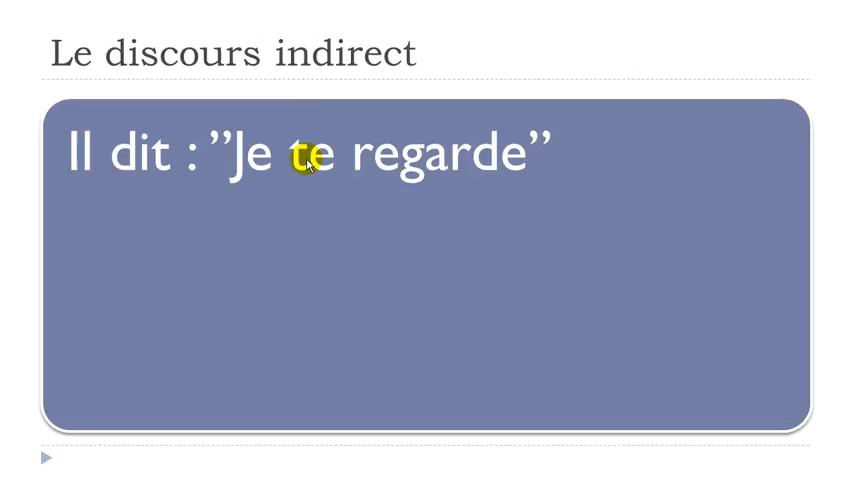 Le discours indirect
Il dit : ”Je te regarde”